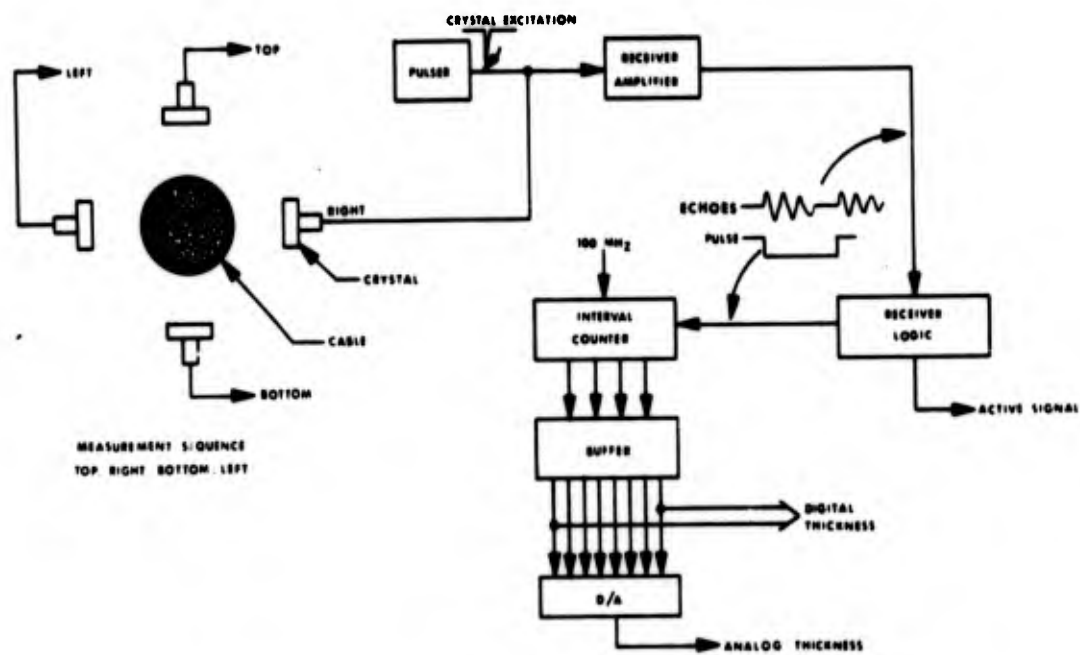 CRYSTAL EXCITATION
TOP
LEFT
PULSER
RECEIVER
AMPLIFIER
RIGHT
ECHOES
PULSE
100 MHZ
CRYSTAL
INTERVAL
COUNTER
RECEIVER
LOGIC
CABLE
BOTTOM
ACTIVE SIGNAL
MEASUREMENT SEQUENCE
TOP RIGHT BOTTOM LEFT
BUFFER
DIGITAL
THICKNESS
D/A
ANALOG THICKNESS